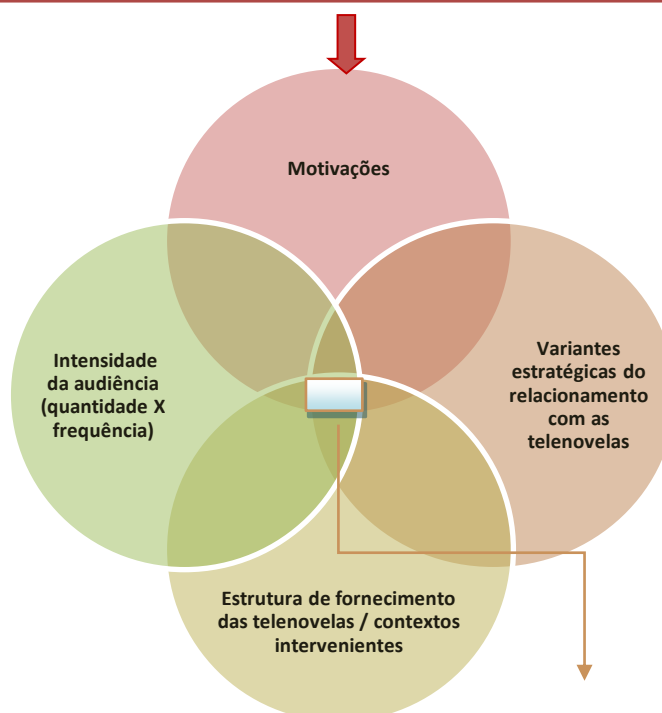 Motivações
Intensidade
da audiência
(quantidade X
frequência)
Variantes
estratégicas do
relacionamento
com as
telenovelas
Estrutura de fornecimento
das telenovelas / contextos
intervenientes